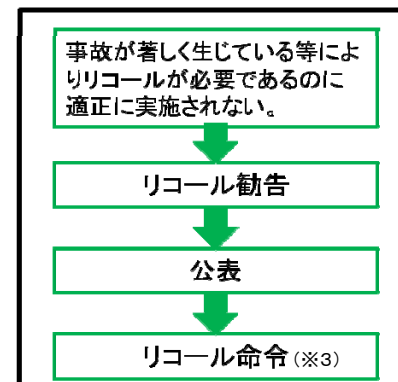 事故が著しく生じている等によ
りリコールが必要であるのに
適正に実施されない。
リコール勧告
公表
リコール命令(※3)